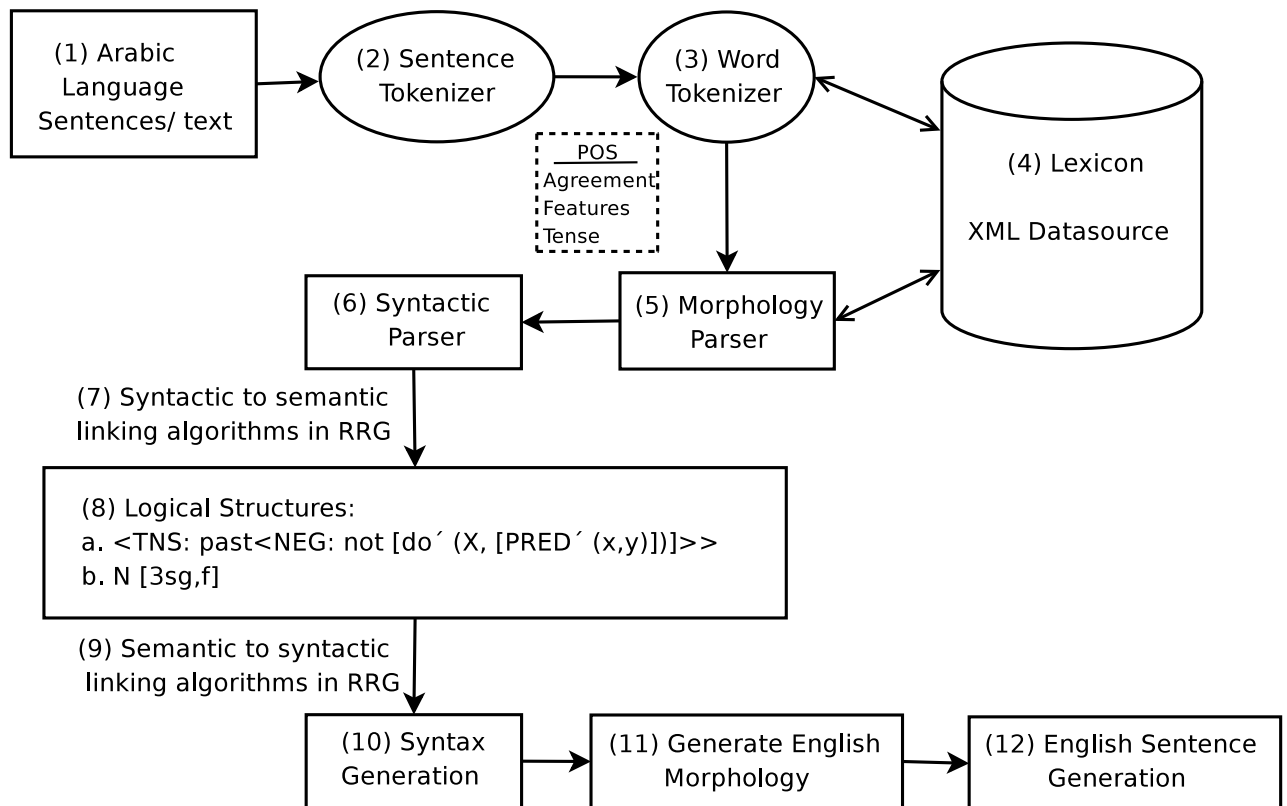 (1) Arabic
Language
Sentences/ text
(2) Sentence
Tokenizer
(3) Word
Tokenizer
(4) Lexicon
XML Datasource
POS
Agreement
Features
Tense
(5) Morphology
Parser
(6) Syntactic
Parser
(7) Syntactic to semantic
linking algorithms in RRG
(8) Logical Structures:
a. <TNS: past<NEG: not [do´ (X, [PRED´ (x,y)])]>>
b. N [3sg,f]
(9) Semantic to syntactic
linking algorithms in RRG
(10) Syntax
Generation
(11) Generate English
Morphology
(12) English Sentence
Generation